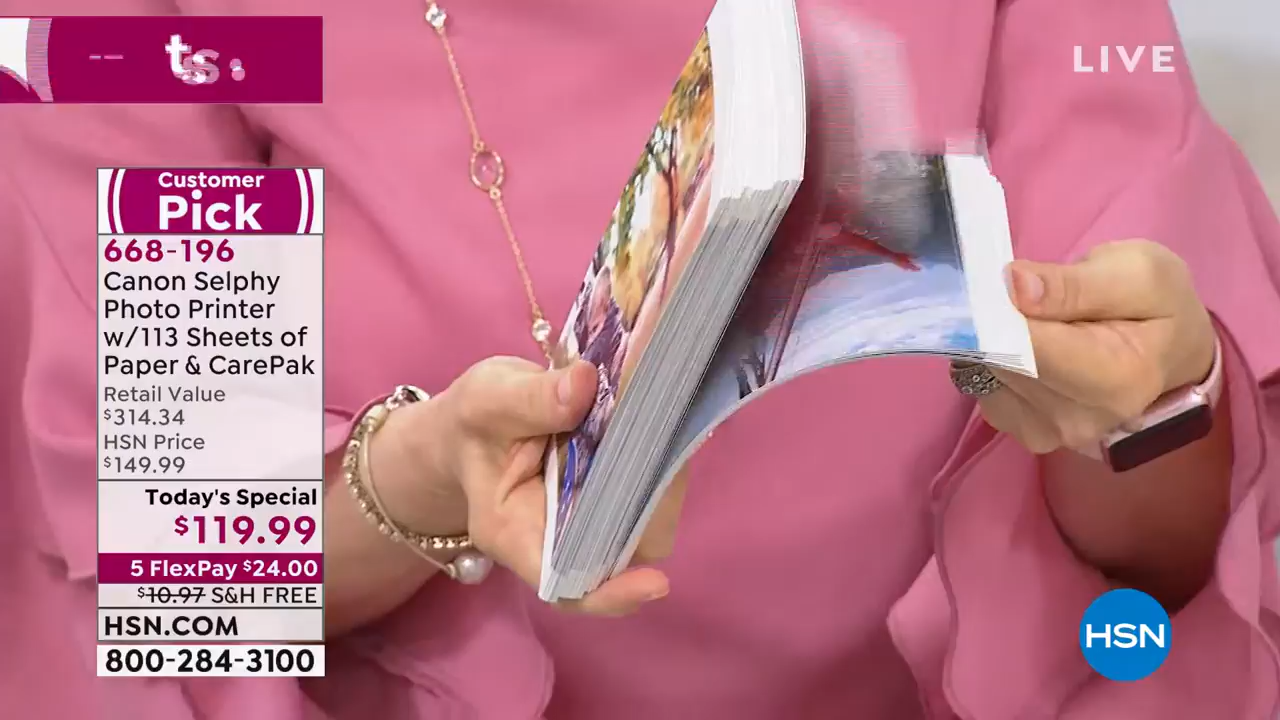 ts
LIVE
Customer
Pick
668-196
Canon Selphy
Photo Printer
w/113 Sheets of
Paper & CarePak
Retail Value
$314.34
HSN Price
$149.99
Today's Special
$119.99
5 FlexPay $24.00
$10.97 S&H FREE
HSN.COM
800-284-3100
HSN